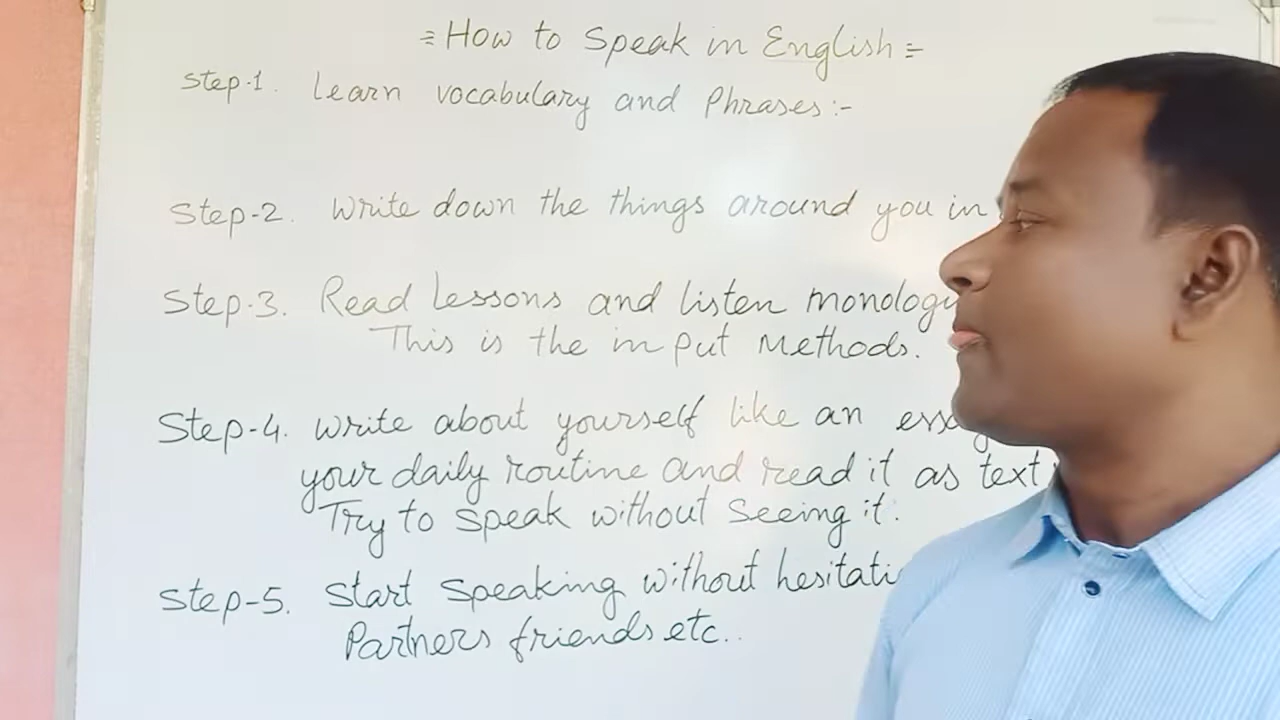 = How to Speak in English =
Step-1. Learn vocabulary and Phrases:-
Step-2. Write down the things around you in
Step-3. Read Lessons and listen
This is the input Methods.
Step-4. Write about yourself like an
your daily routine and read it as text
Try to speak without seeing it.
Step-5. Start speaking without
Partners friends etc..